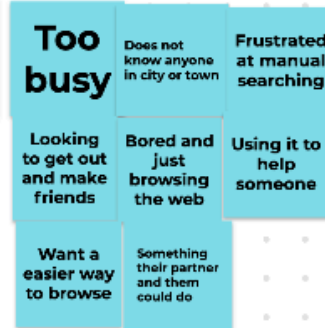 Too
busy
Does not
know anyone
in city or town
Frustrated
at manual
searching
Looking
to get out
and make
friends
Bored and
just
browsing
the web
Using it to
help
someone
Want a
easier way
to browse
Something
their partner
and them
could do